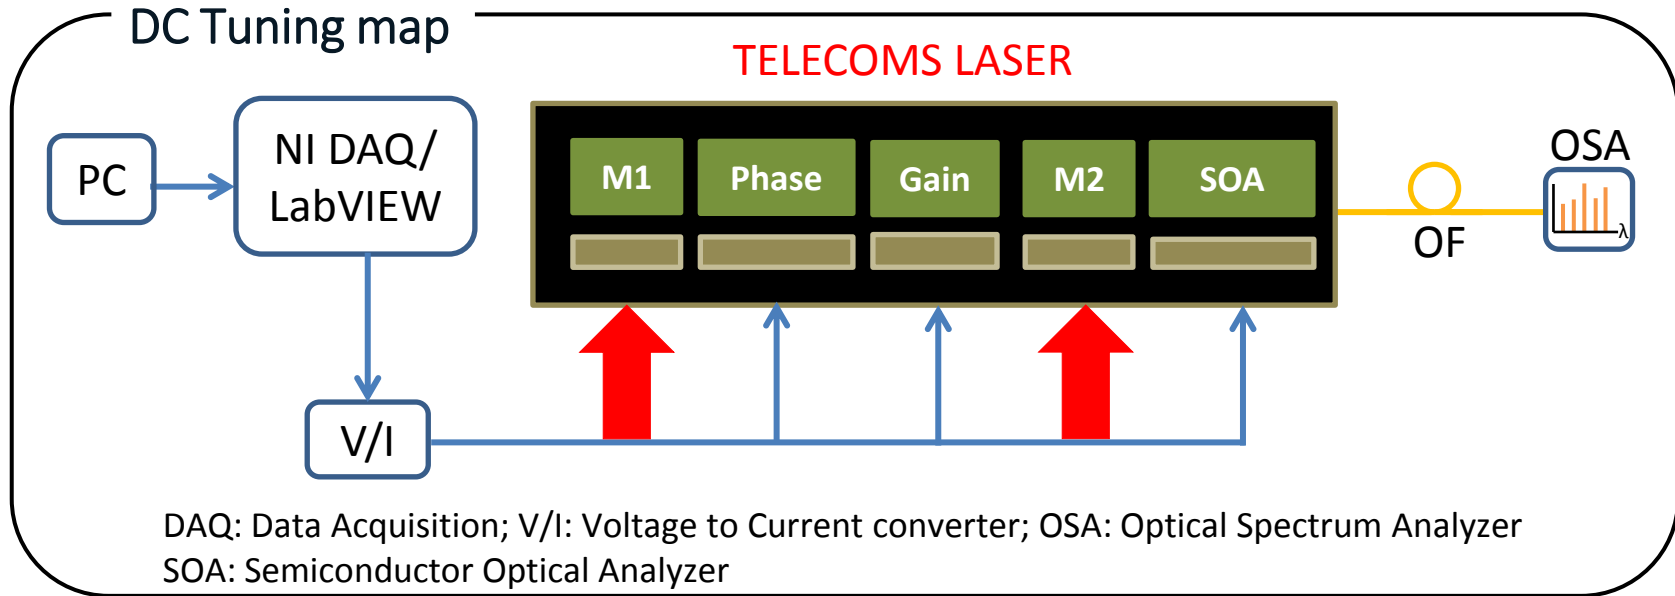 DC Tuning map
TELECOMS LASER
PC
NI DAQ/
LabVIEW
M1
Phase
Gain
M2
SOA
OSA
λ
OF
V/I
DAQ: Data Acquisition; V/I: Voltage to Current converter; OSA: Optical Spectrum Analyzer
SOA: Semiconductor Optical Analyzer